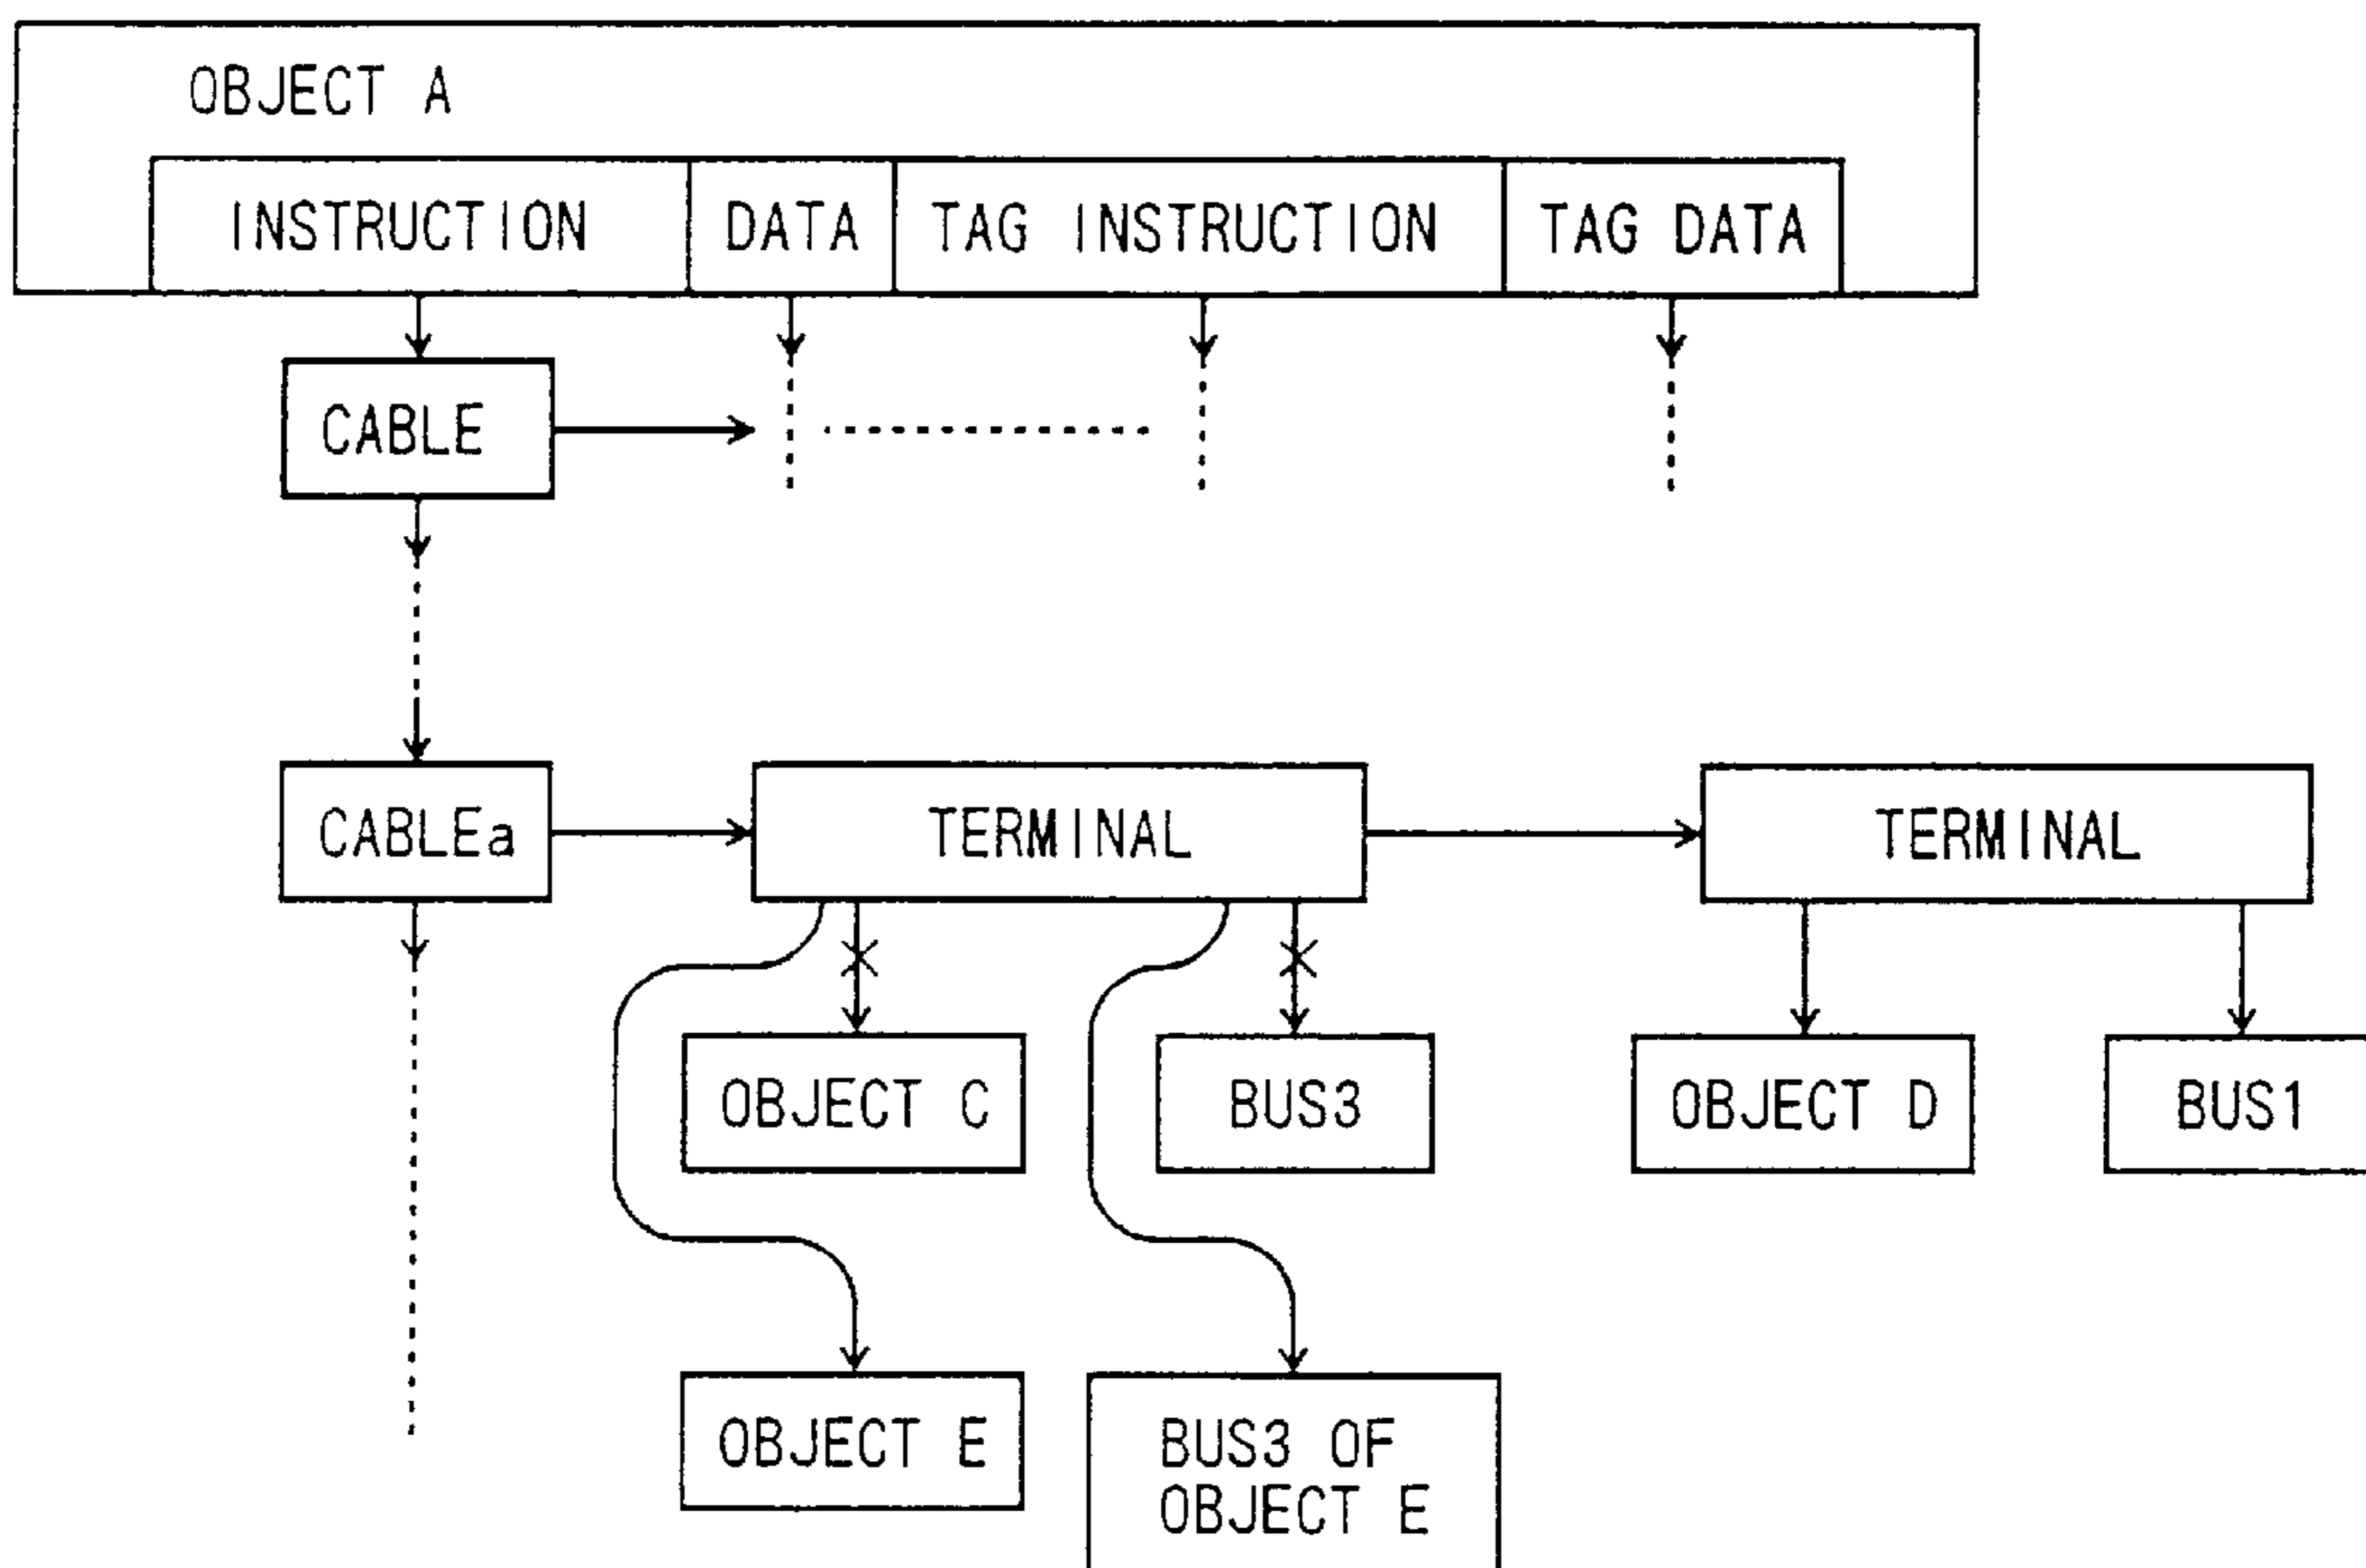 OBJECT A
INSTRUCTION DATA TAG INSTRUCTION TAG DATA
CABLE
CABLEa TERMINAL TERMINAL
OBJECT C BUS3 OBJECT D BUS1
OBJECT E BUS3 OF
OBJECT E